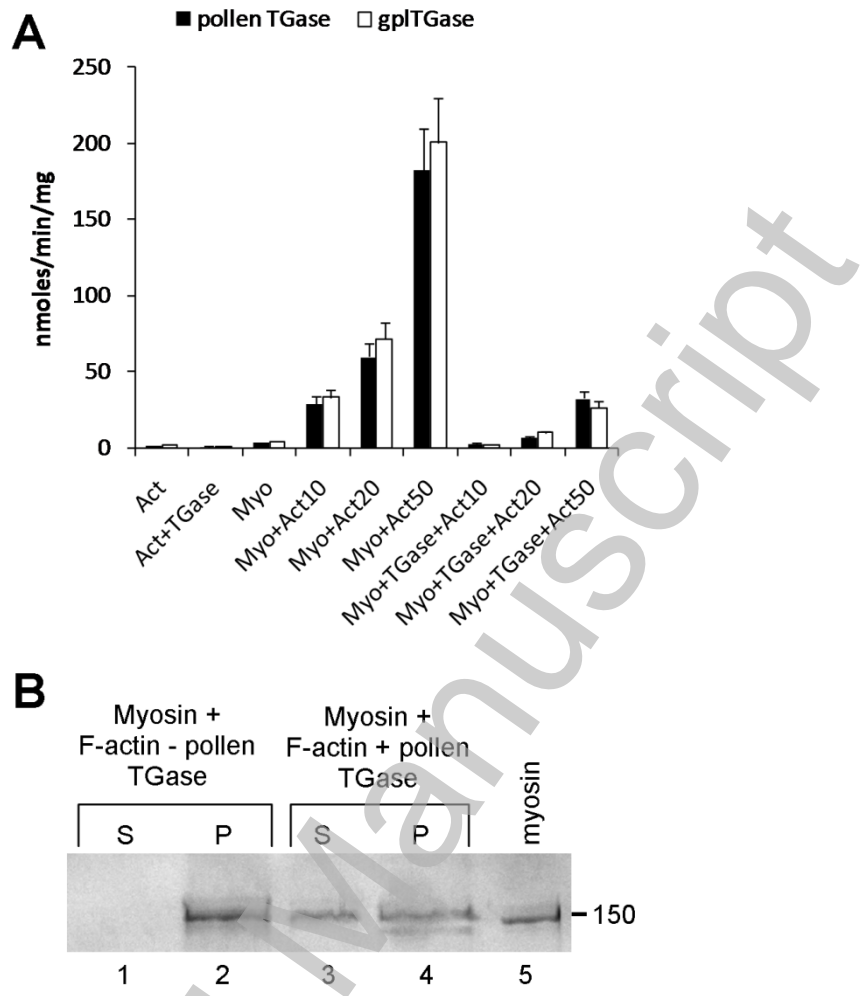 A
pollen TGase gplTGase
250
200
150
100
50
0
nmoles/min/mg
Act
Act+TGase
Myo
Myo+Act10
Myo+Act20
Myo+Act50
Myo+TGase+Act10
Myo+TGase+Act20
Myo+TGase+Act50
B
Myosin +
F-actin - pollen
TGase
Myosin +
F-actin + pollen
TGase
myosin
S P S P
150
1 2 3 4 5
Manuscript